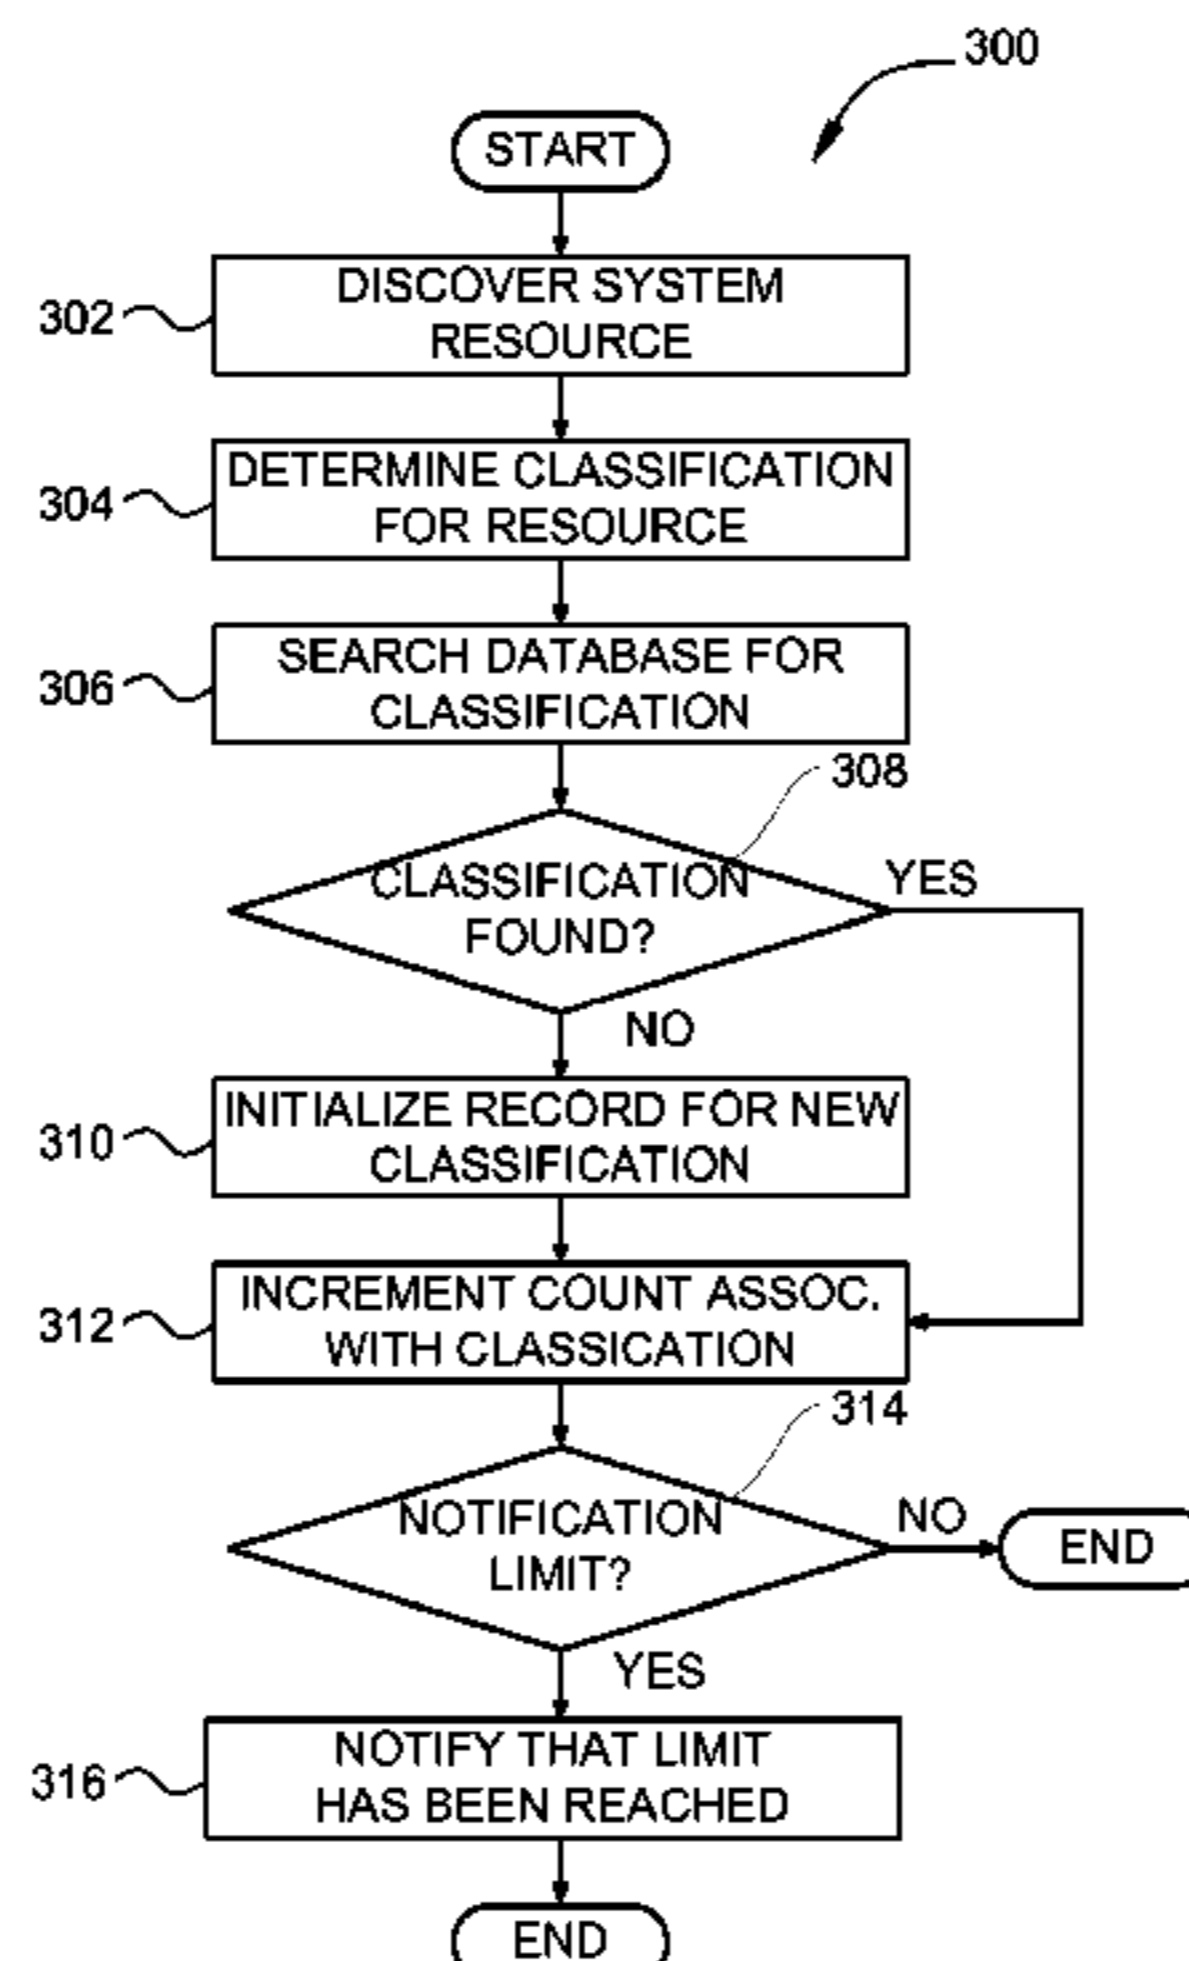 300
START
302
DISCOVER SYSTEM
RESOURCE
304
DETERMINE CLASSIFICATION
FOR RESOURCE
306
SEARCH DATABASE FOR
CLASSIFICATION
308
CLASSIFICATION
FOUND?
YES
NO
310
INITIALIZE RECORD FOR NEW
CLASSIFICATION
312
INCREMENT COUNT ASSOC.
WITH CLASSICATION
314
NOTIFICATION
LIMIT?
NO
END
YES
316
NOTIFY THAT LIMIT
HAS BEEN REACHED
END